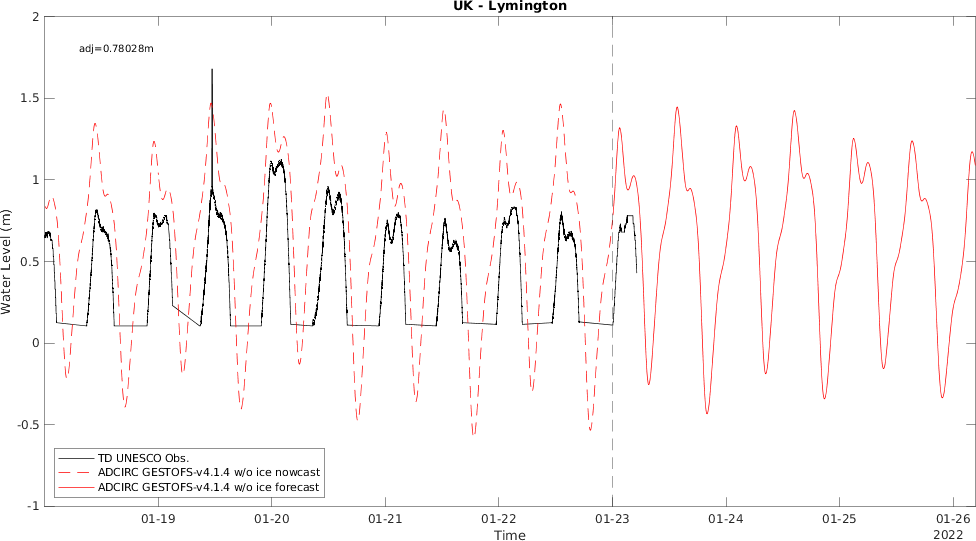 UK - Lymington
adj=0.78028m
2
1.5
1
0.5
0
-0.5
-1
Water Level (m)
TD UNESCO Obs.
ADCIRC GESTOFS-v4.1.4 w/o ice nowcast
ADCIRC GESTOFS-v4.1.4 w/o ice forecast
01-19 01-20 01-21 01-22 01-23 01-24 01-25 01-26
Time 2022